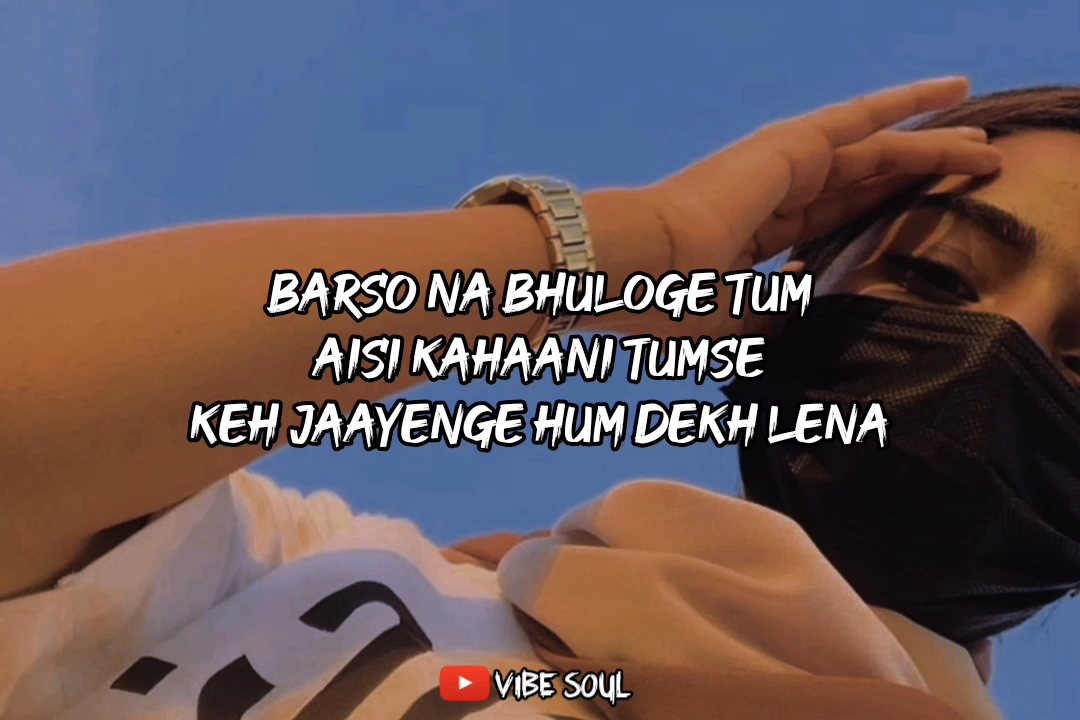 BARSO NA BHULOGE TUM
AISI KAHAANI TUMSE
KEH JAAYENGE HUM DEKH LENA
VIBE SOUL